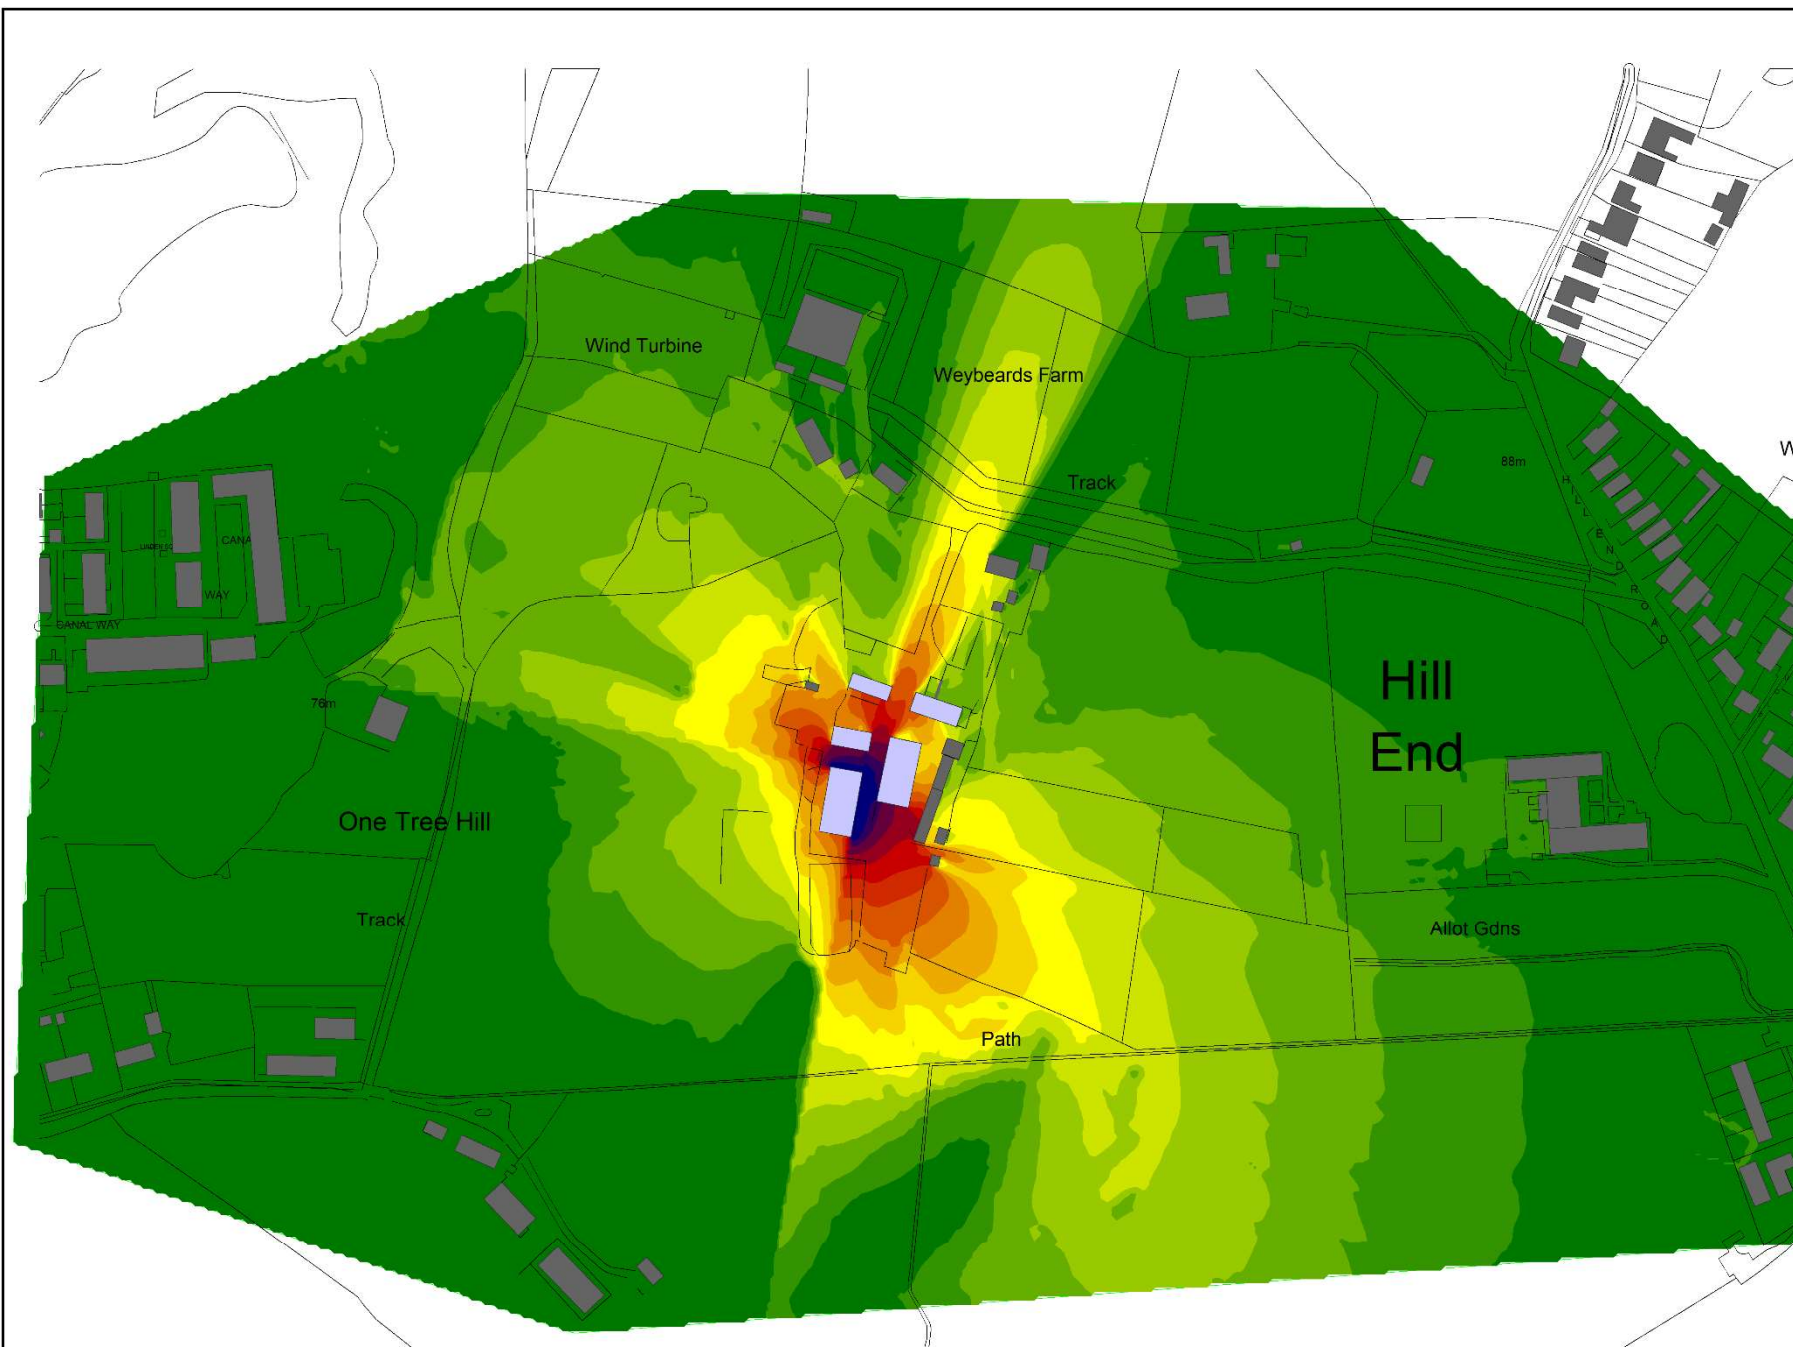 Wind Turbine
Weybeards Farm
W
88m
Track
HILL END ROAD
CANA
WAY
CANAL WAY
Hill
End
76m
One Tree Hill
Track
Allot Gdns
Path